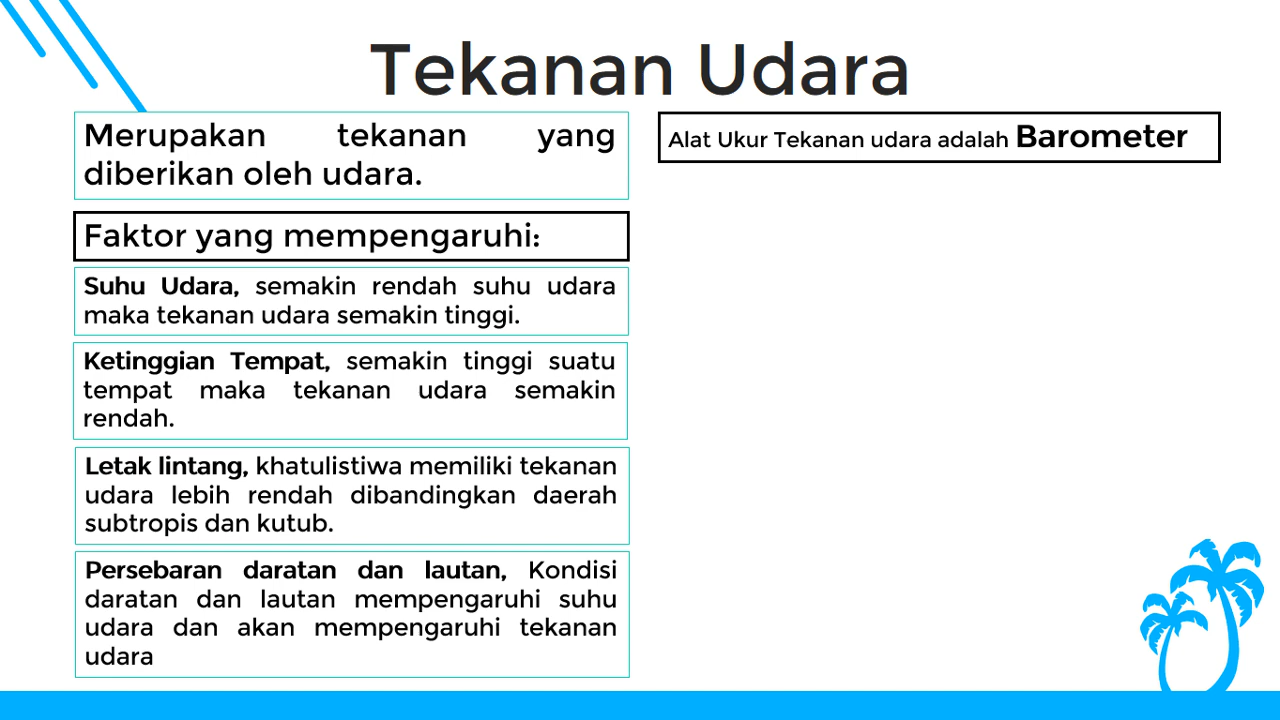 Tekanan Udara
Merupakan tekanan yang
diberikan oleh udara.
Faktor yang mempengaruhi:
Suhu Udara, semakin rendah suhu udara
maka tekanan udara semakin tinggi.
Ketinggian Tempat, semakin tinggi suatu
tempat maka tekanan udara semakin
rendah.
Letak lintang, khatulistiwa memiliki tekanan
udara lebih rendah dibandingkan daerah
subtropis dan kutub.
Persebaran daratan dan lautan, Kondisi
daratan dan lautan mempengaruhi suhu
udara dan akan mempengaruhi tekanan
udara
Alat Ukur Tekanan udara adalah Barometer